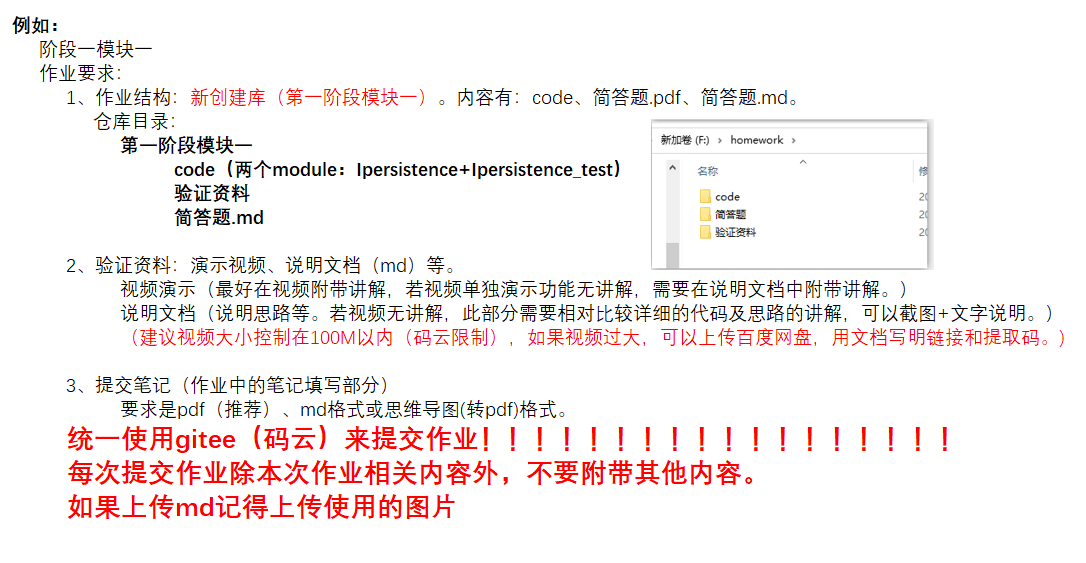 例如：
阶段一模块一
作业要求：
1、作业结构：新创建库（第一阶段模块一）。内容有：code、简答题.pdf、简答题.md。
仓库目录：
第一阶段模块一
code（两个module：Ipersistence+Ipersistence_test）
验证资料
简答题.md
新加卷 (F:) › homework ›
名称
修
code
20
简答题
20
验证资料
20
2、验证资料：演示视频、说明文档（md）等。
视频演示（最好在视频附带讲解，若视频单独演示功能无讲解，需要在说明文档中附带讲解。）
说明文档（说明思路等。若视频无讲解，此部分需要相对比较详细的代码及思路的讲解，可以截图+文字说明。）
（建议视频大小控制在100M以内（码云限制），如果视频过大，可以上传百度网盘，用文档写明链接和提取码。)
3、提交笔记（作业中的笔记填写部分）
要求是pdf（推荐）、md格式或思维导图(转pdf)格式。
统一使用gitee（码云）来提交作业！！！！！！！！！！！！！！！！！！
每次提交作业除本次作业相关内容外，不要附带其他内容。
如果上传md记得上传使用的图片